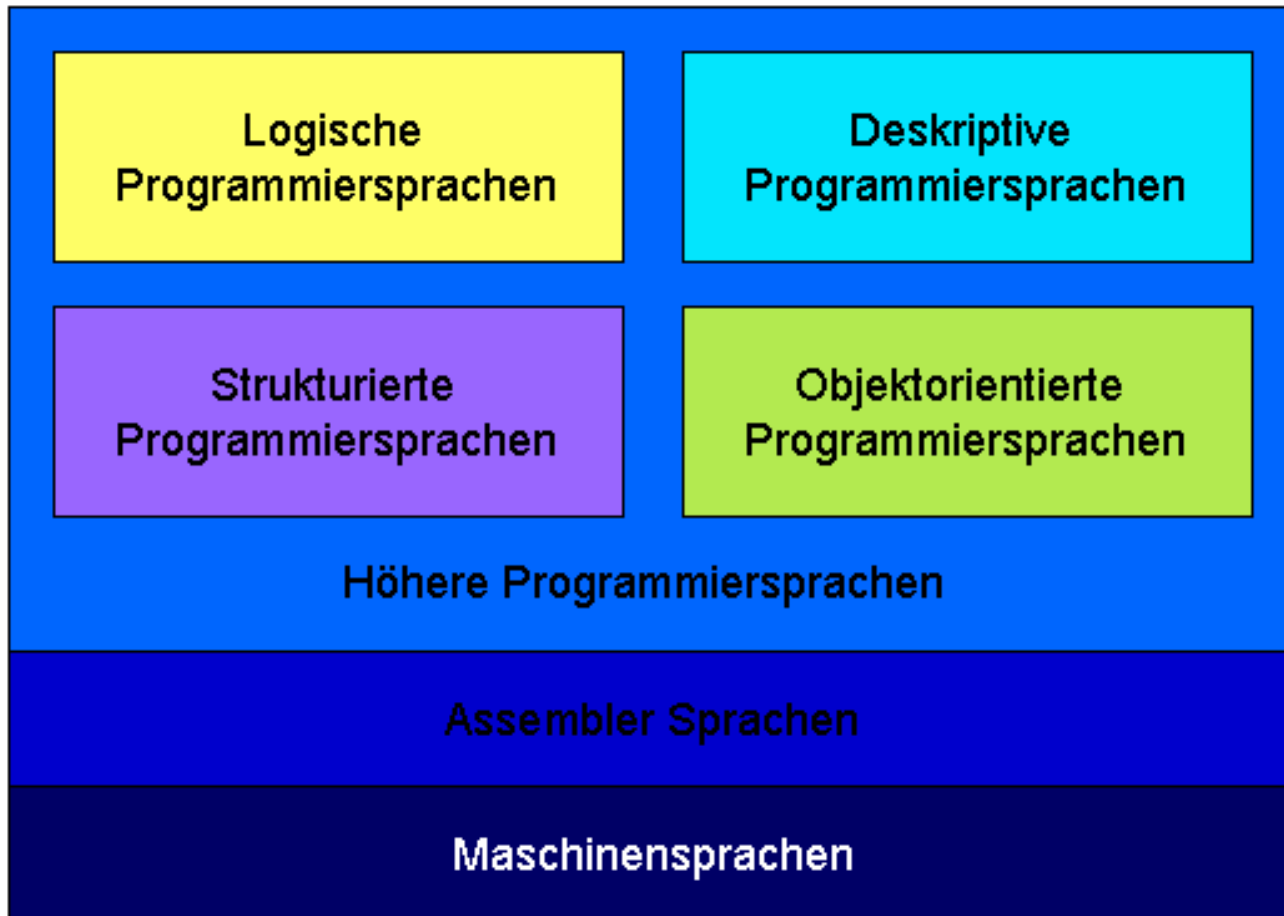 Logische
Programmiersprachen
Deskriptive
Programmiersprachen
Strukturierte
Programmiersprachen
Objektorientierte
Programmiersprachen
Höhere Programmiersprachen
Assembler Sprachen
Maschinensprachen